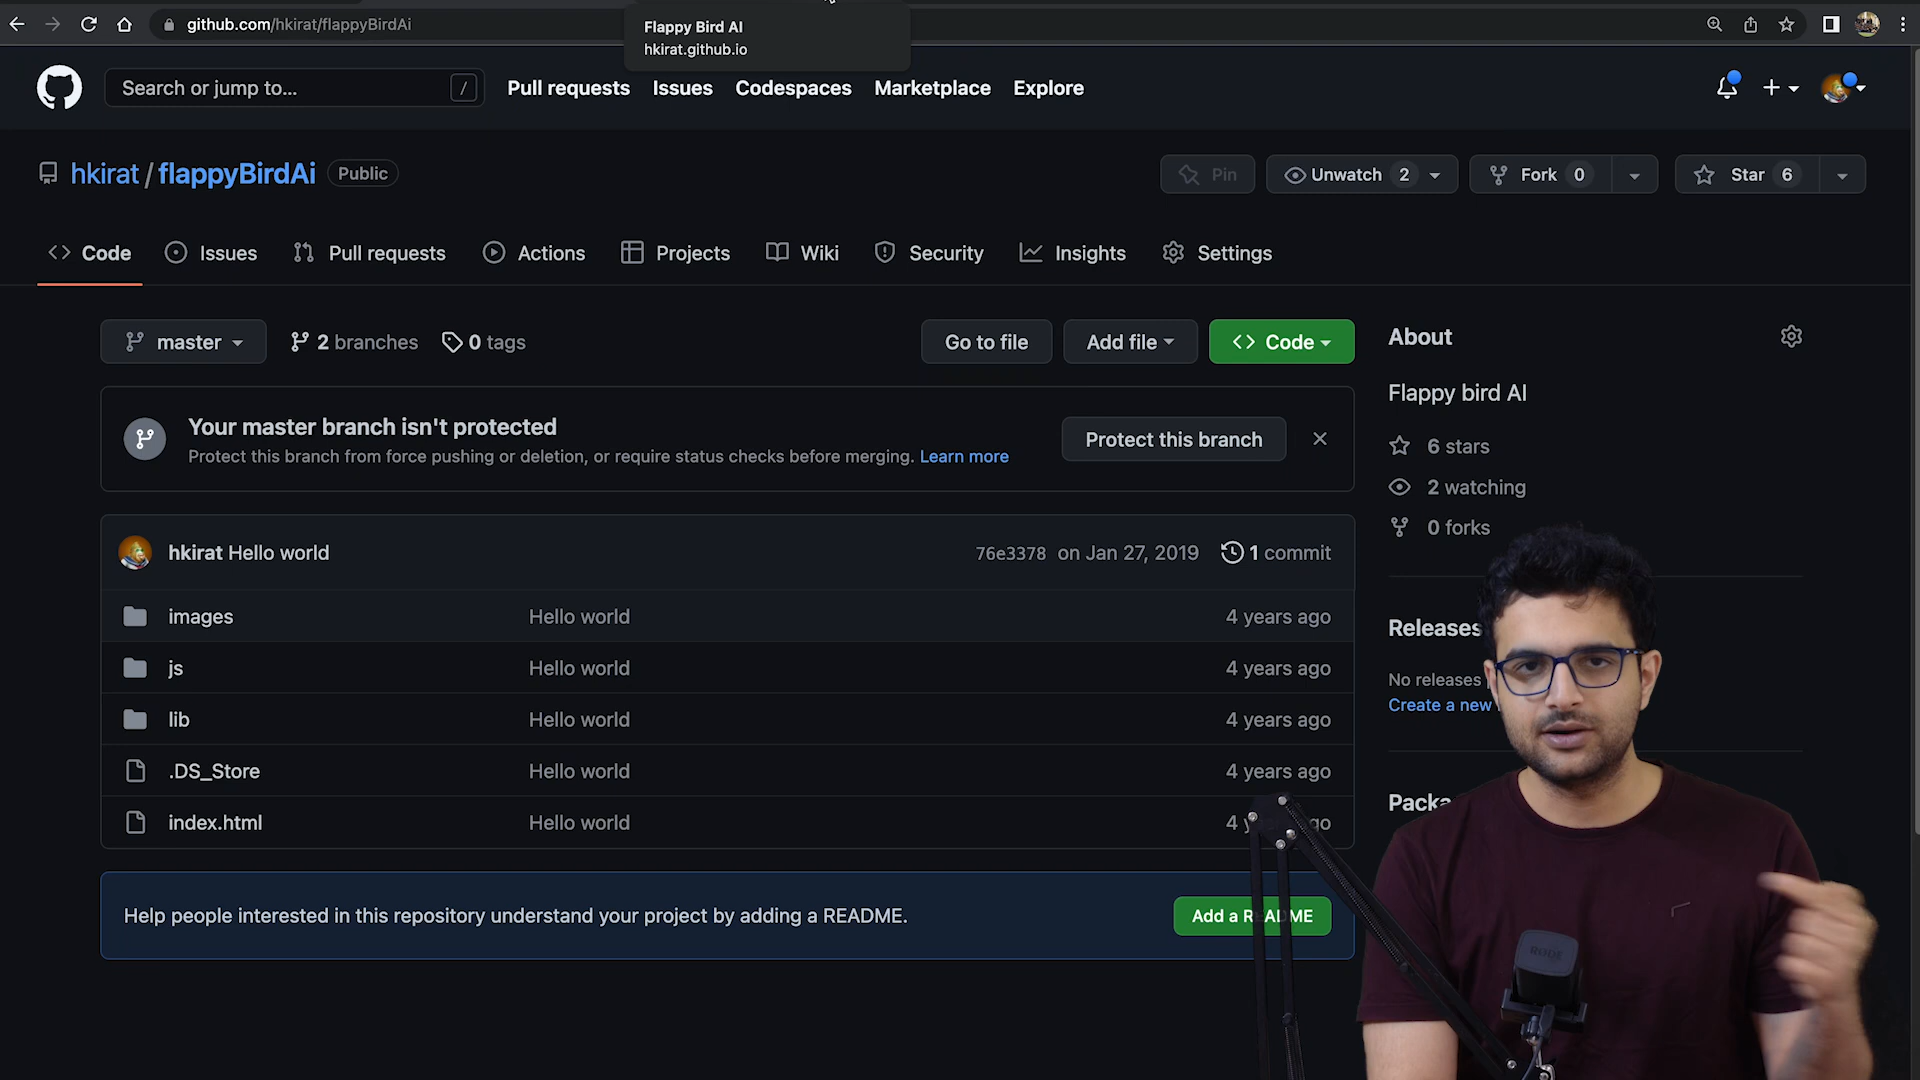 github.com/hkirat/flappyBirdAi
Flappy Bird AI
hkirat.github.io
Search or jump to... /
Pull requests Issues Codespaces Marketplace Explore
hkirat / flappyBirdAi Public
Pin Unwatch 2 Fork 0 Star 6
Code Issues Pull requests Actions Projects Wiki Security Insights Settings
master 2 branches 0 tags Go to file Add file Code
Your master branch isn't protected
Protect this branch from force pushing or deletion, or require status checks before merging. Learn more
Protect this branch
hkirat Hello world 76e3378 on Jan 27, 2019 1 commit
images Hello world 4 years ago
js Hello world 4 years ago
lib Hello world 4 years ago
.DS_Store Hello world 4 years ago
index.html Hello world 4
Help people interested in this repository understand your project by adding a README.
Add a README
About
Flappy bird AI
6 stars
2 watching
0 forks
Releases
No releases
Create a new
RODE